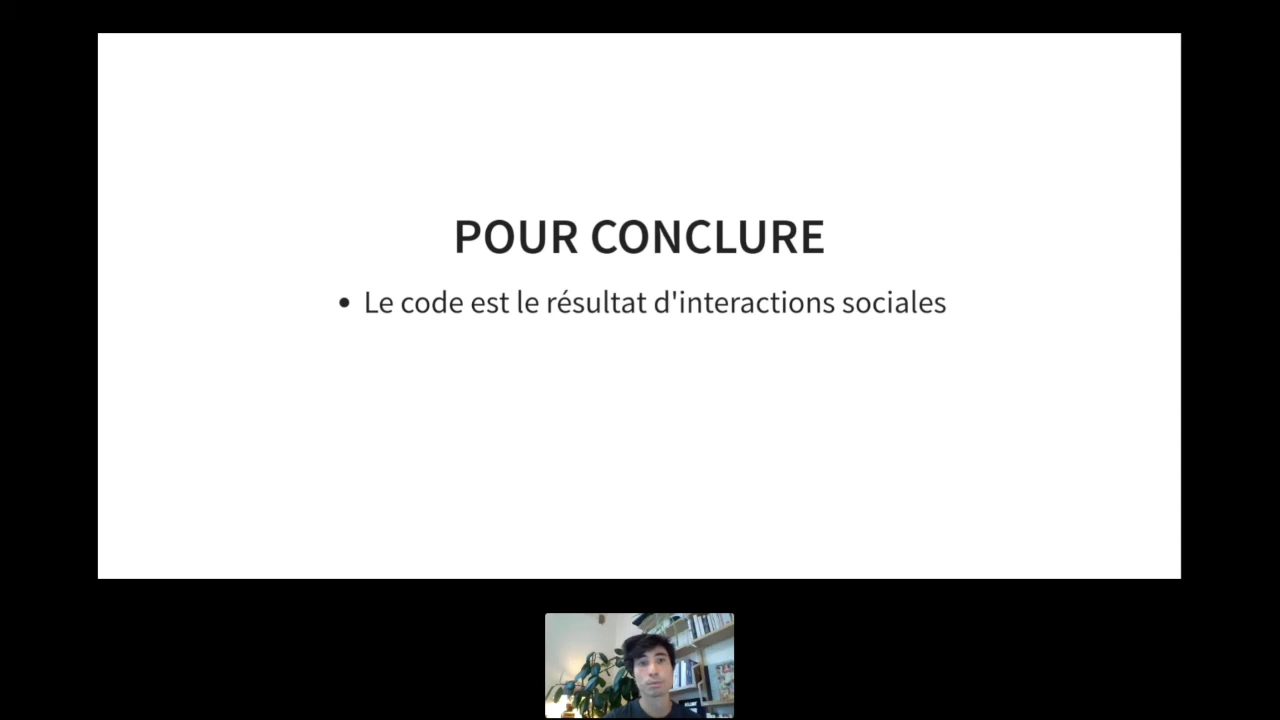 POUR CONCLURE
• Le code est le résultat d'interactions sociales